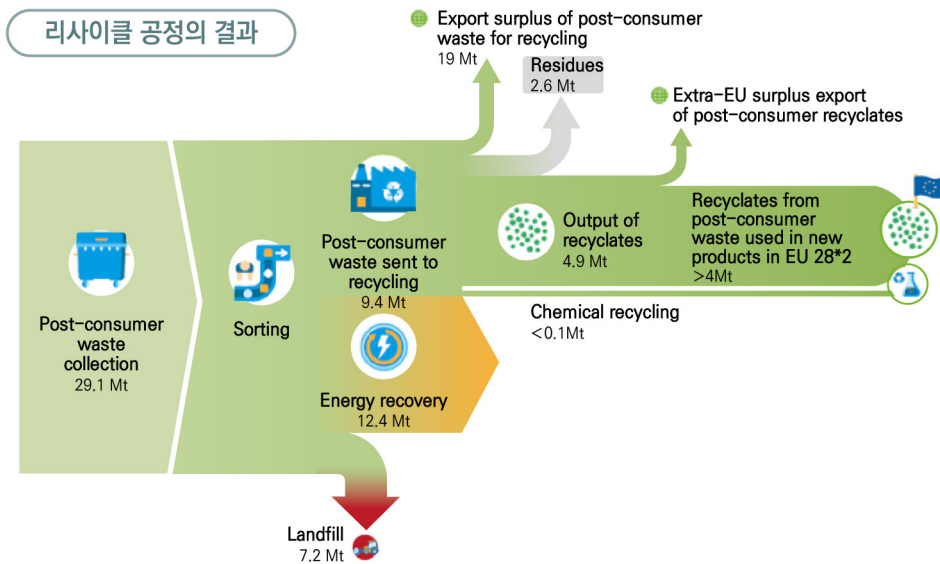 리사이클 공정의 결과
Export surplus of post-consumer
waste for recycling
19 Mt
Residues
2.6 Mt
Extra-EU surplus export
of post-consumer recyclates
Post-consumer
waste
collection
29.1 Mt
Sorting
Post-consumer
waste sent to
recycling
9.4 Mt
Output of
recyclates
4.9 Mt
Recyclates from
post-consumer
waste used in new
products in EU 28*2
>4Mt
Chemical recycling
<0.1Mt
Energy recovery
12.4 Mt
Landfill
7.2 Mt